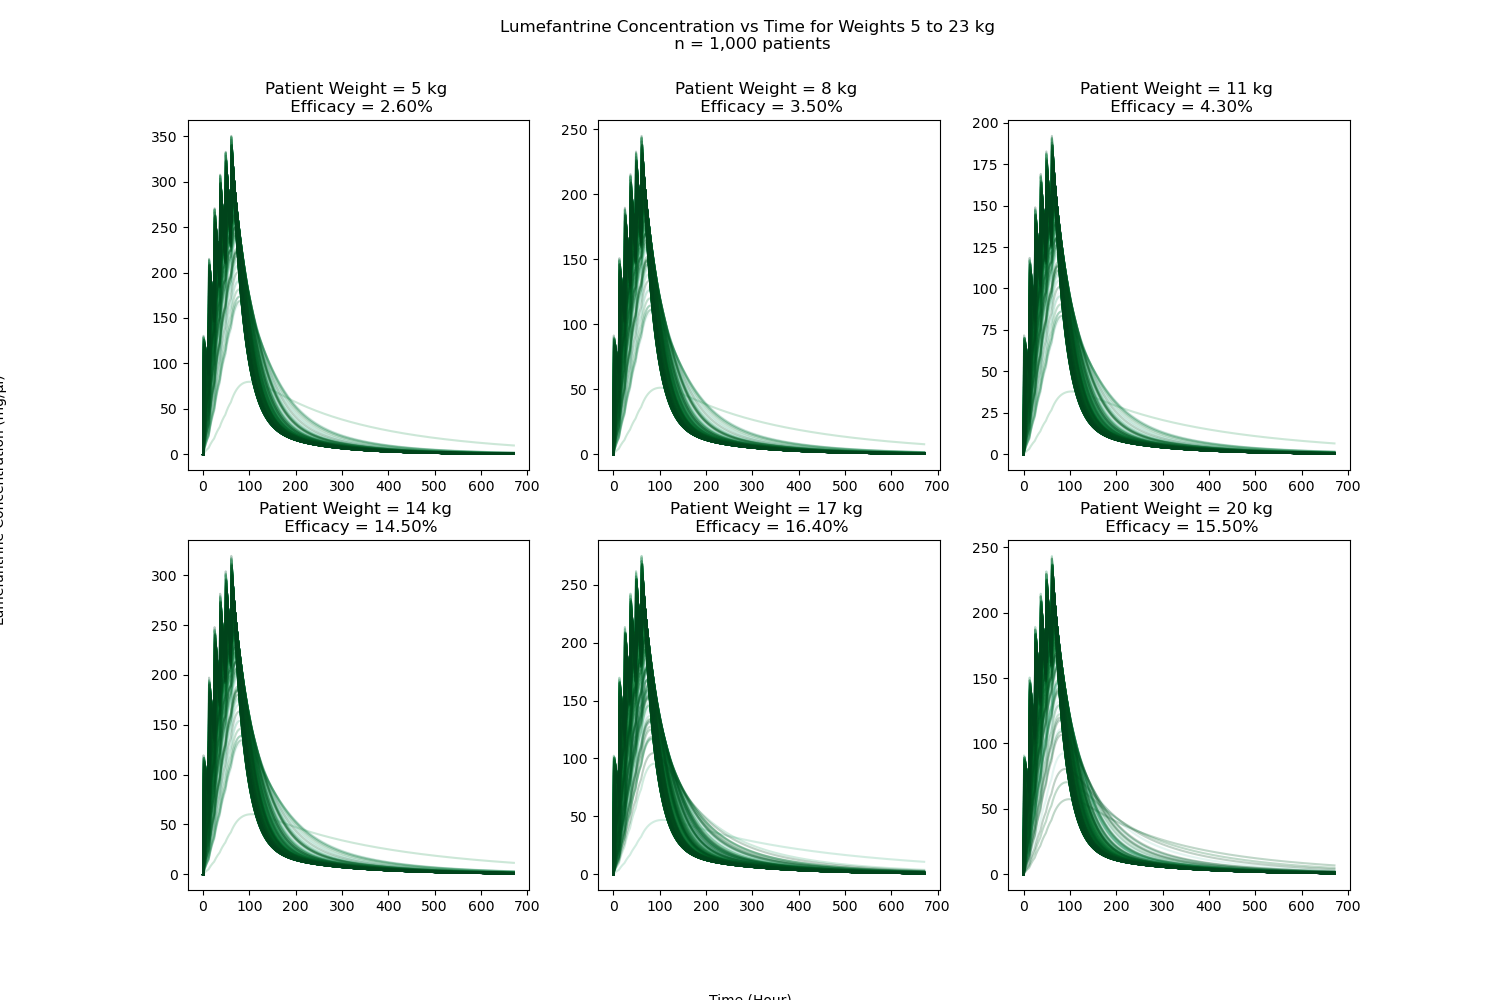 Lumefantrine Concentration vs Time for Weights 5 to 23 kg
n = 1,000 patients
Patient Weight = 5 kg
Efficacy = 2.60%
350
300
250
200
150
100
50
0
0 100 200 300 400 500 600 700
Patient Weight = 8 kg
Efficacy = 3.50%
250
200
150
100
50
0
0 100 200 300 400 500 600 700
Patient Weight = 11 kg
Efficacy = 4.30%
200
175
150
125
100
75
50
25
0
0 100 200 300 400 500 600 700
Patient Weight = 14 kg
Efficacy = 14.50%
300
250
200
150
100
50
0
0 100 200 300 400 500 600 700
Patient Weight = 17 kg
Efficacy = 16.40%
250
200
150
100
50
0
0 100 200 300 400 500 600 700
Patient Weight = 20 kg
Efficacy = 15.50%
250
200
150
100
50
0
0 100 200 300 400 500 600 700
Time (Hour)